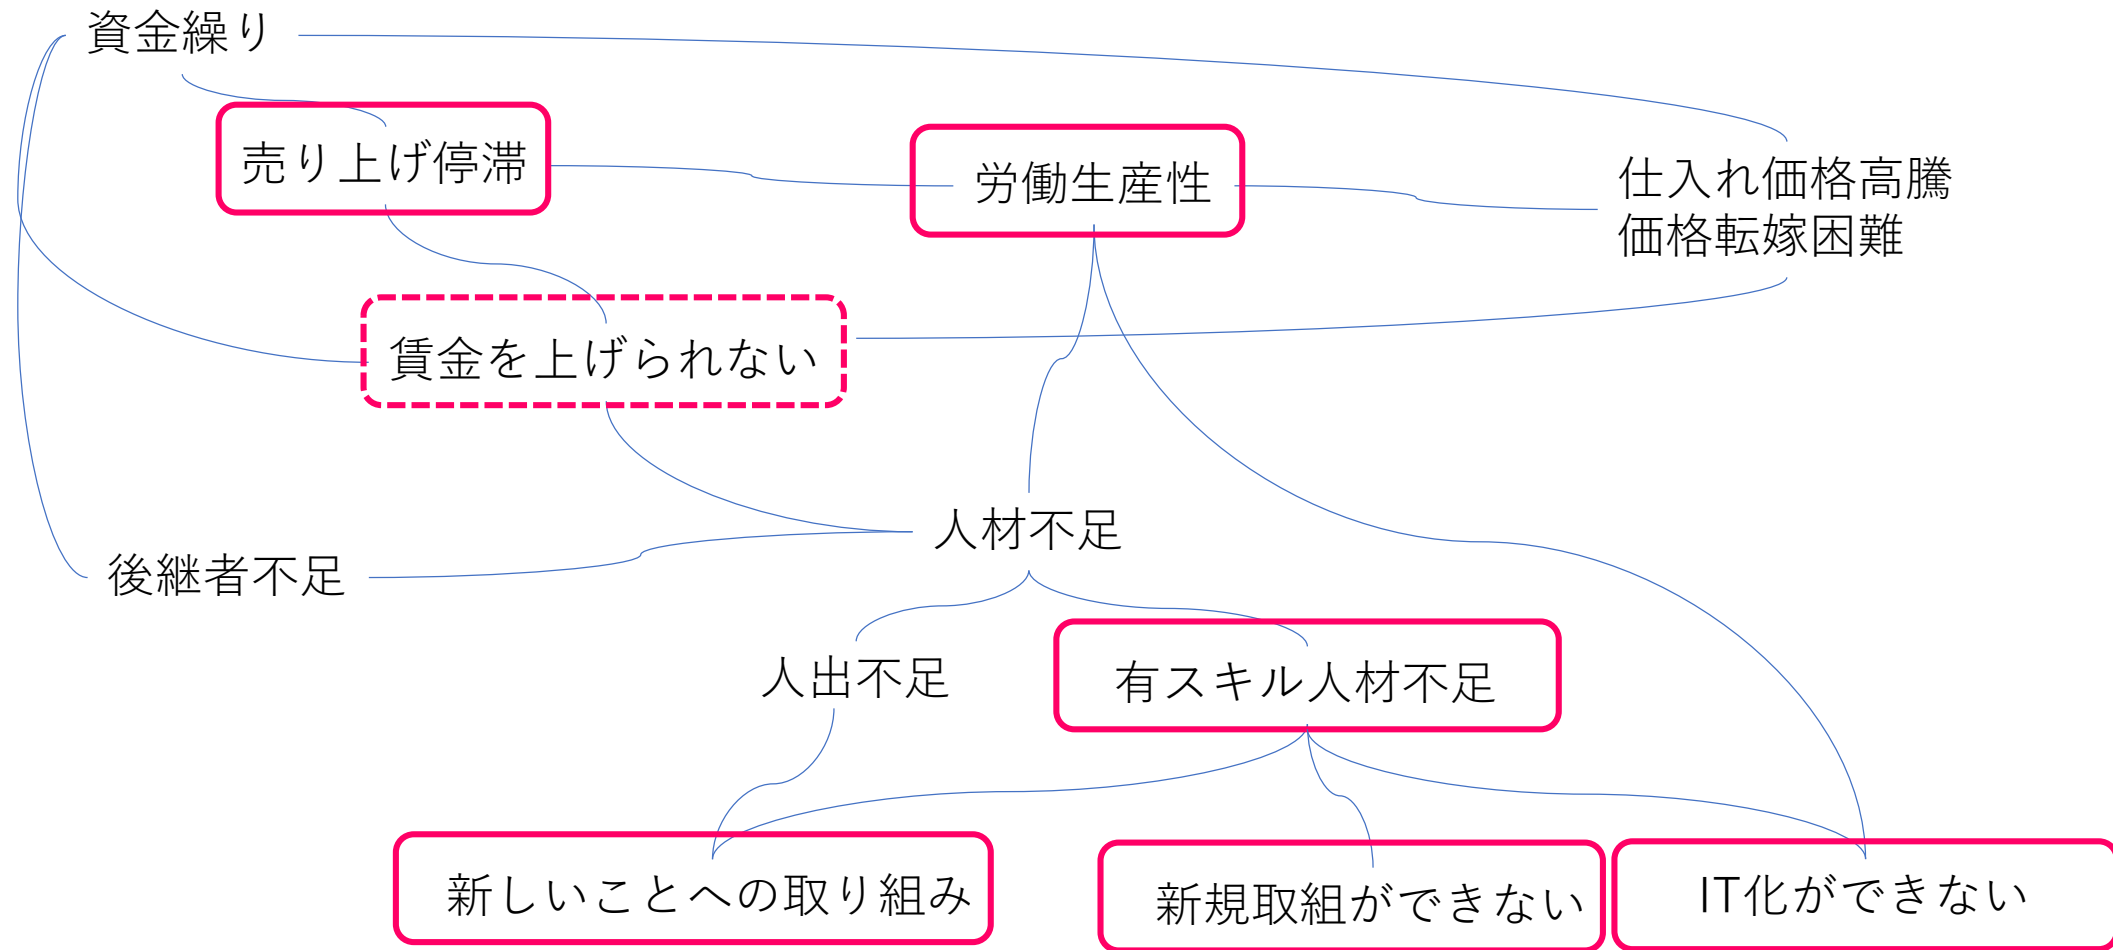 資金繰り
売り上げ停滞
労働生産性
仕入れ価格高騰
価格転嫁困難
賃金を上げられない
人材不足
後継者不足
人出不足
有スキル人材不足
新しいことへの取り組み
新規取組ができない
IT化ができない